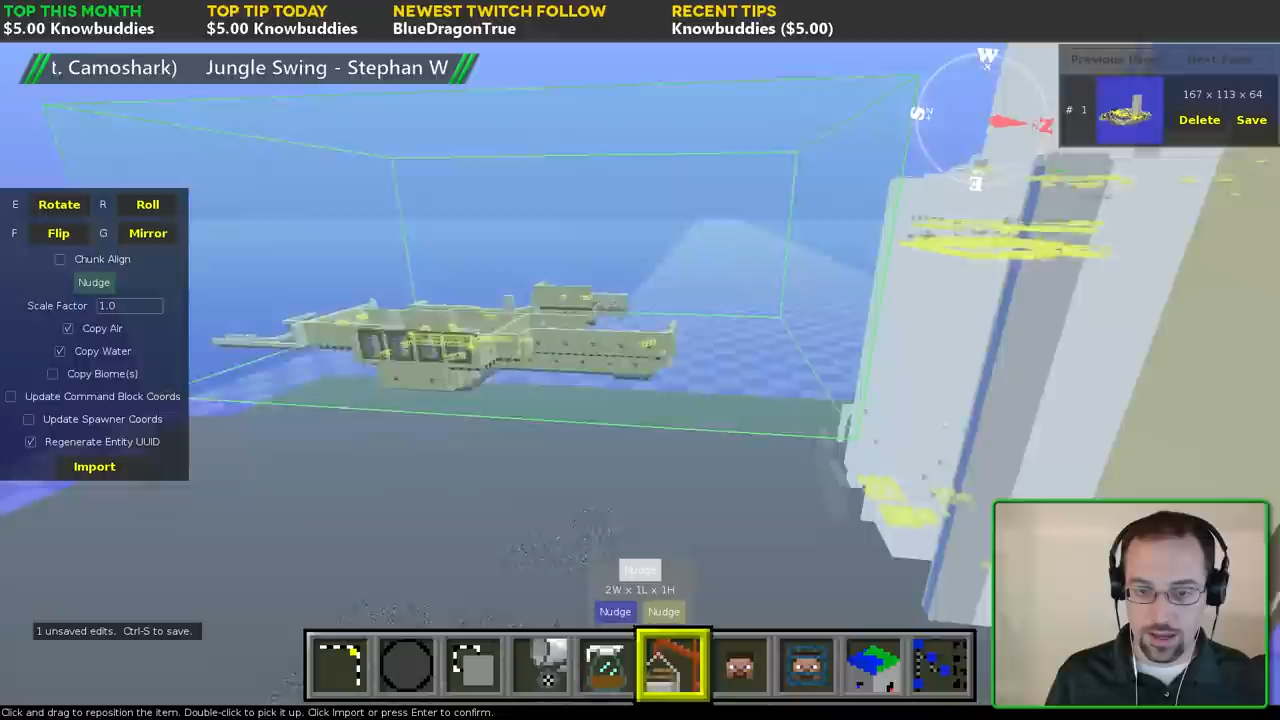 TOP THIS MONTH
$5.00 Knowbuddies
TOP TIP TODAY
$5.00 Knowbuddies
NEWEST TWITCH FOLLOW
BlueDragonTrue
RECENT TIPS
Knowbuddies ($5.00)
t. Camoshark) Jungle Swing - Stephan W
W
S
N
Z
E
# 1
167 x 113 x 64
Delete Save
E Rotate R Roll
F Flip G Mirror
Chunk Align
Nudge
Scale Factor 1.0
Copy Air
Copy Water
Copy Biome(s)
Update Command Block Coords
Update Spawner Coords
Regenerate Entity UUID
Import
Nudge
2W x 1L x 1H
Nudge Nudge
1 unsaved edits. Ctrl-S to save.
Click and drag to reposition the item. Double-click to pick it up. Click Import or press Enter to confirm.